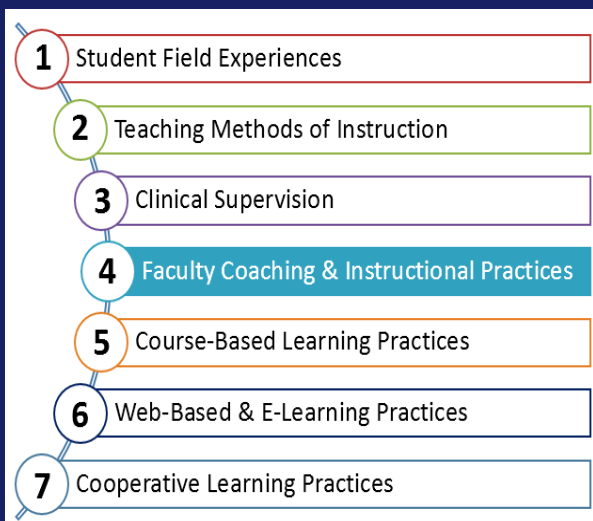 1 Student Field Experiences
2 Teaching Methods of Instruction
3 Clinical Supervision
4 Faculty Coaching & Instructional Practices
5 Course-Based Learning Practices
6 Web-Based & E-Learning Practices
7 Cooperative Learning Practices